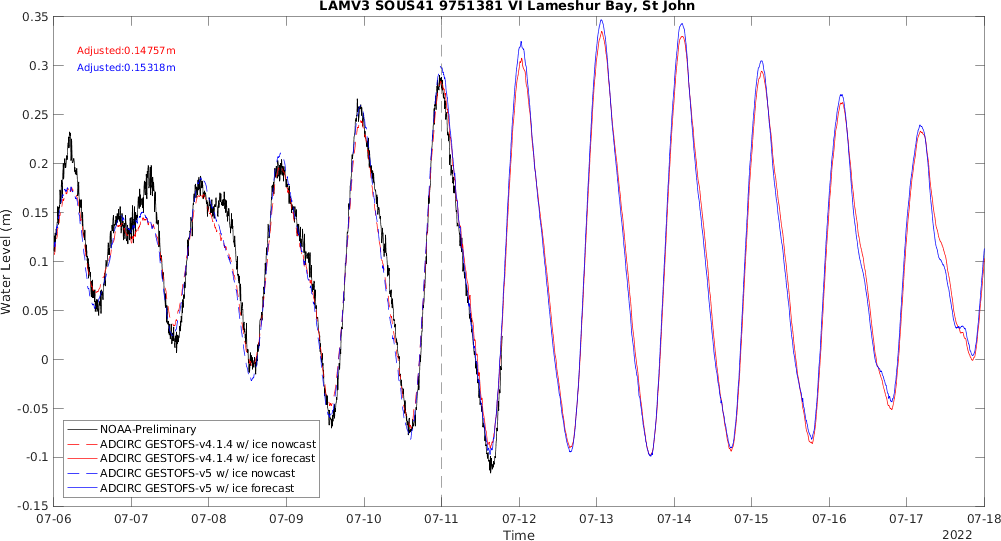 LAMV3 SOUS41 9751381 VI Lameshur Bay, St John
Adjusted:0.14757m
Adjusted:0.15318m
Water Level (m)
0.35
0.3
0.25
0.2
0.15
0.1
0.05
0
-0.05
-0.1
-0.15
NOAA-Preliminary
ADCIRC GESTOFS-v4.1.4 w/ ice nowcast
ADCIRC GESTOFS-v4.1.4 w/ ice forecast
ADCIRC GESTOFS-v5 w/ ice nowcast
ADCIRC GESTOFS-v5 w/ ice forecast
07-06 07-07 07-08 07-09 07-10 07-11 07-12 07-13 07-14 07-15 07-16 07-17 07-18
Time
2022